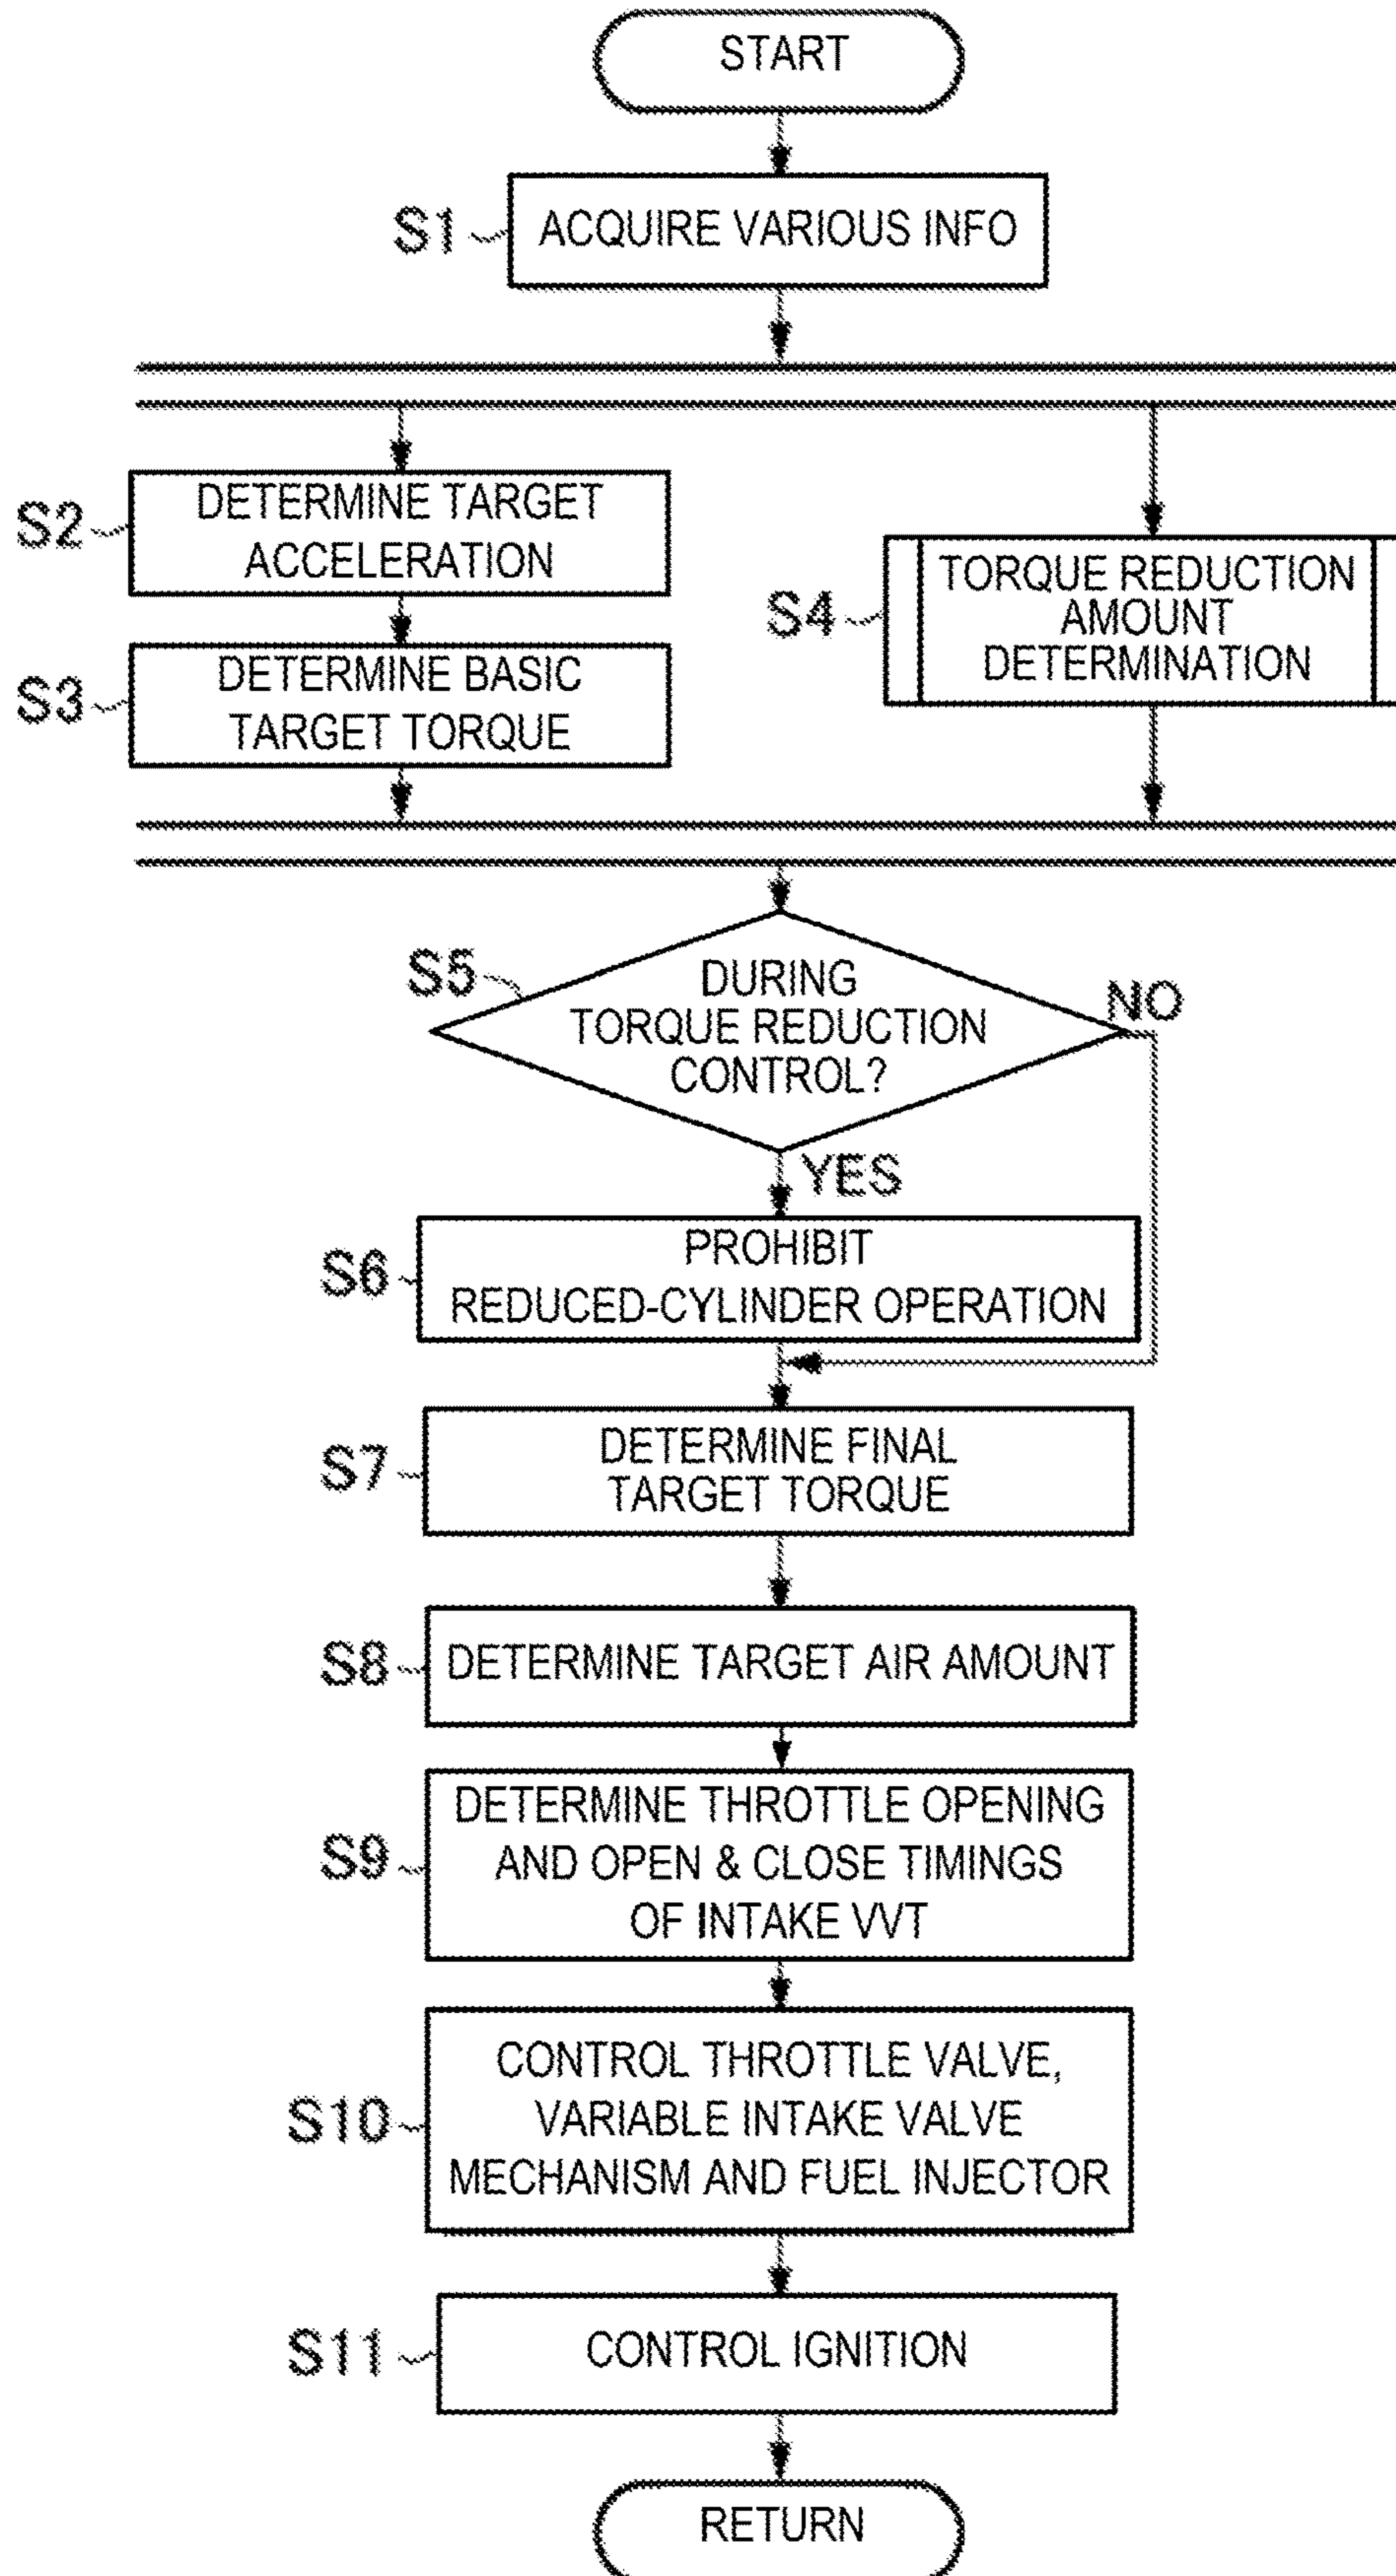 START
S1
ACQUIRE VARIOUS INFO
S2
DETERMINE TARGET
ACCELERATION
S3
DETERMINE BASIC
TARGET TORQUE
S4
TORQUE REDUCTION
AMOUNT
DETERMINATION
S5
DURING
TORQUE REDUCTION
CONTROL?
NO
YES
S6
PROHIBIT
REDUCED-CYLINDER OPERATION
S7
DETERMINE FINAL
TARGET TORQUE
S8
DETERMINE TARGET AIR AMOUNT
S9
DETERMINE THROTTLE OPENING
AND OPEN & CLOSE TIMINGS
OF INTAKE VVT
S10
CONTROL THROTTLE VALVE,
VARIABLE INTAKE VALVE
MECHANISM AND FUEL INJECTOR
S11
CONTROL IGNITION
RETURN